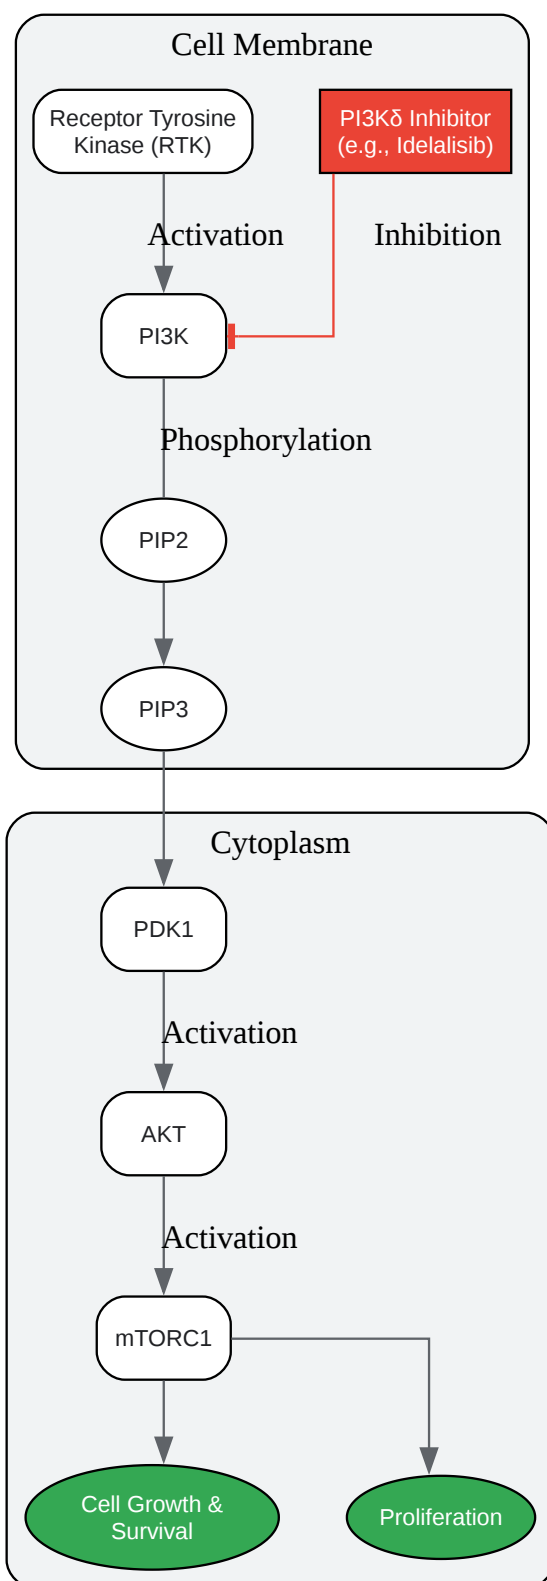 Cell Membrane
Receptor Tyrosine
Kinase (RTK)
PI3Kδ Inhibitor
(e.g., Idelalisib)
Activation
Inhibition
PI3K
Phosphorylation
PIP2
PIP3
Cytoplasm
PDK1
Activation
AKT
Activation
mTORC1
Cell Growth &
Survival
Proliferation